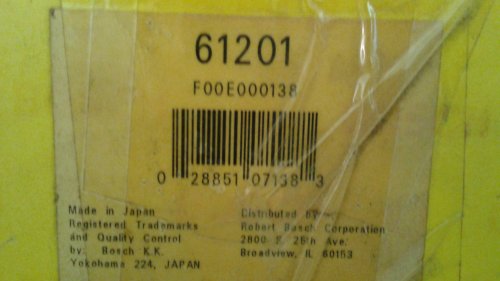 61201
F00E000138
0 28851 07138 3
Made in Japan
Registered Trademarks
and Quality Control
by: Bosch K.K.
Yokohama 224, JAPAN
Distributed by
Robert Bosch Corporation
2800 S. 25th Ave.
Broadview, IL 60153